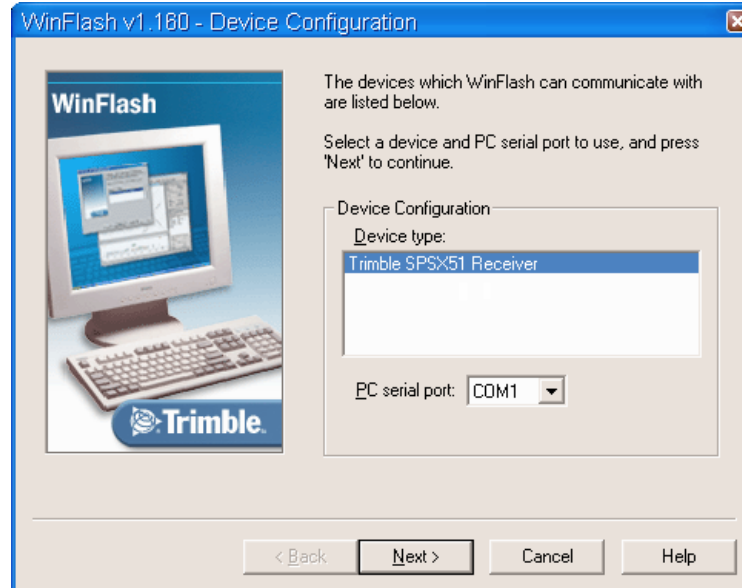 WinFlash v1.160 - Device Configuration
WinFlash
The devices which WinFlash can communicate with
are listed below.
Select a device and PC serial port to use, and press
'Next' to continue.
Device Configuration
Device type:
Trimble SPSX51 Receiver
PC serial port: COM1
Trimble.
< Back Next > Cancel Help